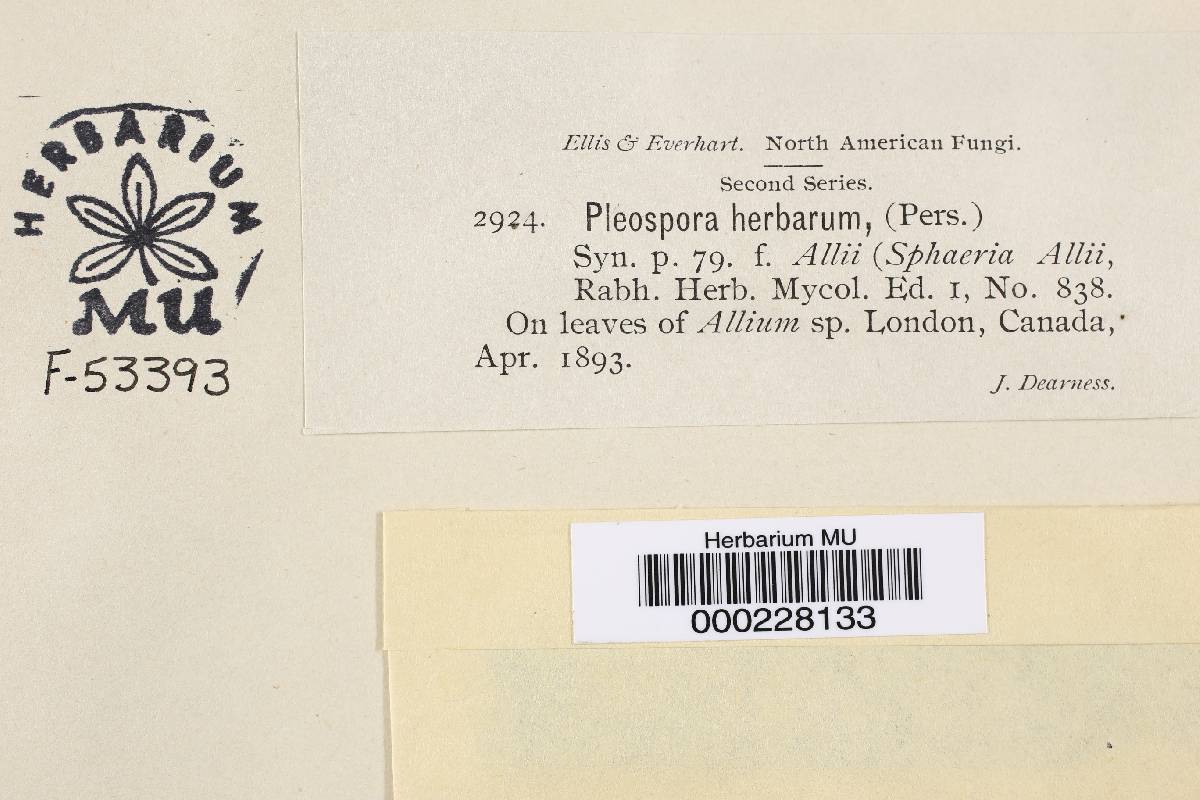 HERBARIUM
MU
F-53393
Ellis & Everhart. North American Fungi.
Second Series.
2924. Pleospora herbarum, (Pers.)
Syn. p. 79. f. Allii (Sphaeria Allii,
Rabh. Herb. Mycol. Ed. 1, No. 838.
On leaves of Allium sp. London, Canada,
Apr. 1893.
J. Dearness.
Herbarium MU
000228133